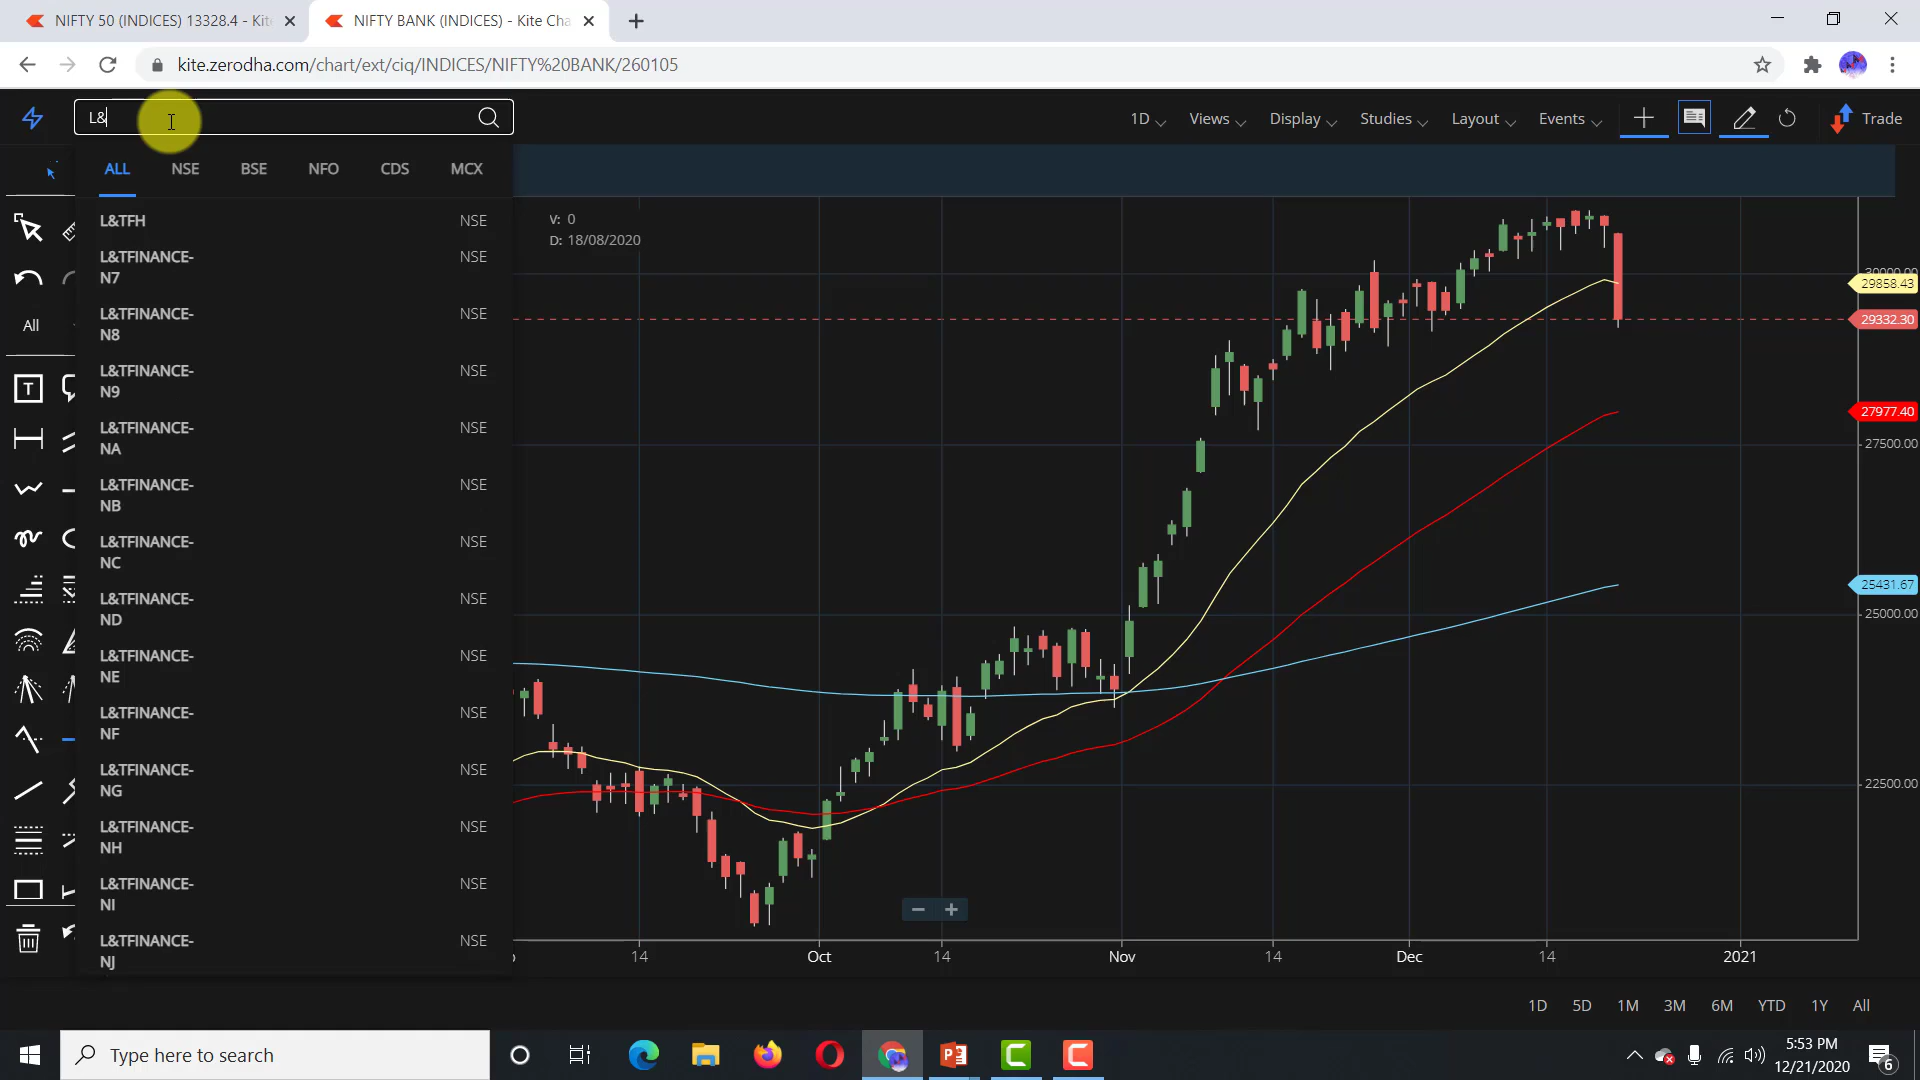 NIFTY 50 (INDICES) 13328.4 - Kit
NIFTY BANK (INDICES) - Kite Cha
kite.zerodha.com/chart/ext/ciq/INDICES/NIFTY%20BANK/260105
L&
1D
Views
Display
Studies
Layout
Events
Trade
ALL
NSE
BSE
NFO
CDS
MCX
L&TFH NSE
L&TFINANCE- NSE
N7
L&TFINANCE- NSE
N8
L&TFINANCE- NSE
N9
L&TFINANCE- NSE
NA
L&TFINANCE- NSE
NB
L&TFINANCE- NSE
NC
L&TFINANCE- NSE
ND
L&TFINANCE- NSE
NE
L&TFINANCE- NSE
NF
L&TFINANCE- NSE
NG
L&TFINANCE- NSE
NH
L&TFINANCE- NSE
NI
L&TFINANCE- NSE
NJ
All
T
V: 0
D: 18/08/2020
30000.00
29858.43
29332.30
27977.40
27500.00
25431.67
25000.00
22500.00
14 Oct 14 Nov 14 Dec 14 2021
1D 5D 1M 3M 6M YTD 1Y All
Type here to search
5:53 PM
12/21/2020
6